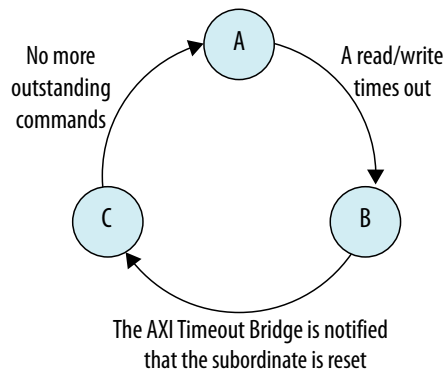 A
No more
outstanding
commands
A read/write
times out
C
B
The AXI Timeout Bridge is notified
that the subordinate is reset